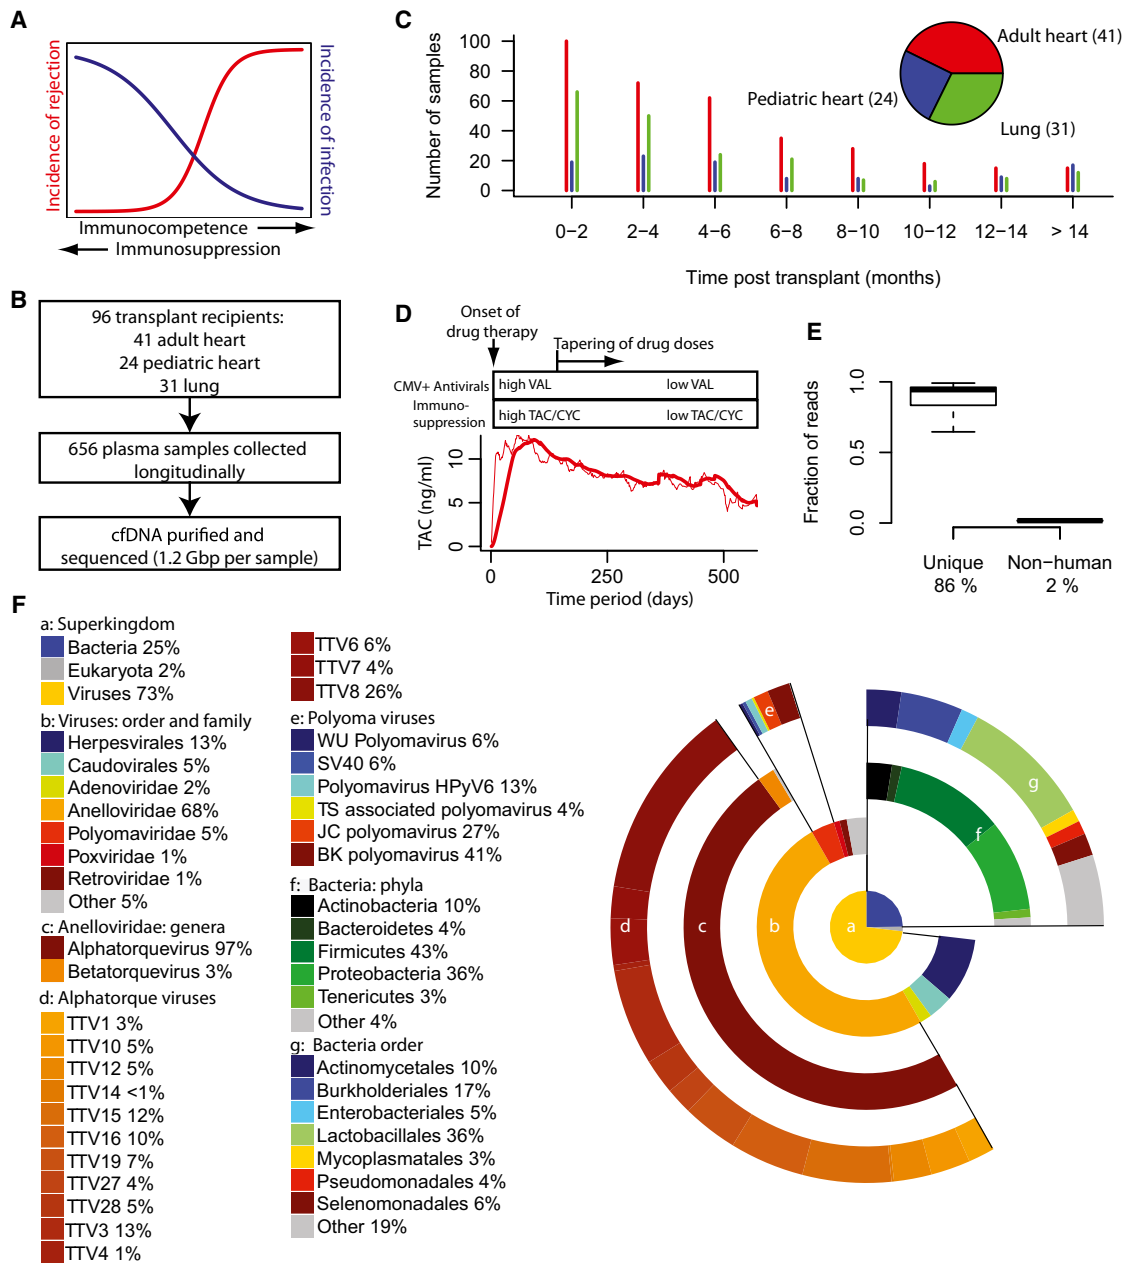 A
Incidence of rejection
Incidence of infection
Immunocompetence
Immunosuppression
B
96 transplant recipients:
41 adult heart
24 pediatric heart
31 lung
656 plasma samples collected
longitudinally
cfDNA purified and
sequenced (1.2 Gbp per sample)
C
Number of samples
100
80
60
40
20
0
0−2
2−4
4−6
6−8
8−10
10−12
12−14
> 14
Time post transplant (months)
Adult heart (41)
Pediatric heart (24)
Lung (31)
D
Onset of
drug therapy
Tapering of drug doses
CMV+ Antivirals
high VAL
low VAL
Immuno-
suppression
high TAC/CYC
low TAC/CYC
TAC (ng/ml)
10
5
0
0
250
500
Time period (days)
E
Fraction of reads
1.0
0.5
0.0
Unique
86 %
Non−human
2 %
F
a: Superkingdom
Bacteria 25%
Eukaryota 2%
Viruses 73%
b: Viruses: order and family
Herpesvirales 13%
Caudovirales 5%
Adenoviridae 2%
Anelloviridae 68%
Polyomaviridae 5%
Poxviridae 1%
Retroviridae 1%
Other 5%
c: Anelloviridae: genera
Alphatorquevirus 97%
Betatorquevirus 3%
d: Alphatorque viruses
TTV1 3%
TTV10 5%
TTV12 5%
TTV14 <1%
TTV15 12%
TTV16 10%
TTV19 7%
TTV27 4%
TTV28 5%
TTV3 13%
TTV4 1%
TTV6 6%
TTV7 4%
TTV8 26%
e: Polyoma viruses
WU Polyomavirus 6%
SV40 6%
Polyomavirus HPyV6 13%
TS associated polyomavirus 4%
JC polyomavirus 27%
BK polyomavirus 41%
f: Bacteria: phyla
Actinobacteria 10%
Bacteroidetes 4%
Firmicutes 43%
Proteobacteria 36%
Tenericutes 3%
Other 4%
g: Bacteria order
Actinomycetales 10%
Burkholderiales 17%
Enterobacteriales 5%
Lactobacillales 36%
Mycoplasmatales 3%
Pseudomonadales 4%
Selenomonadales 6%
Other 19%
e
g
f
d
c
b
a